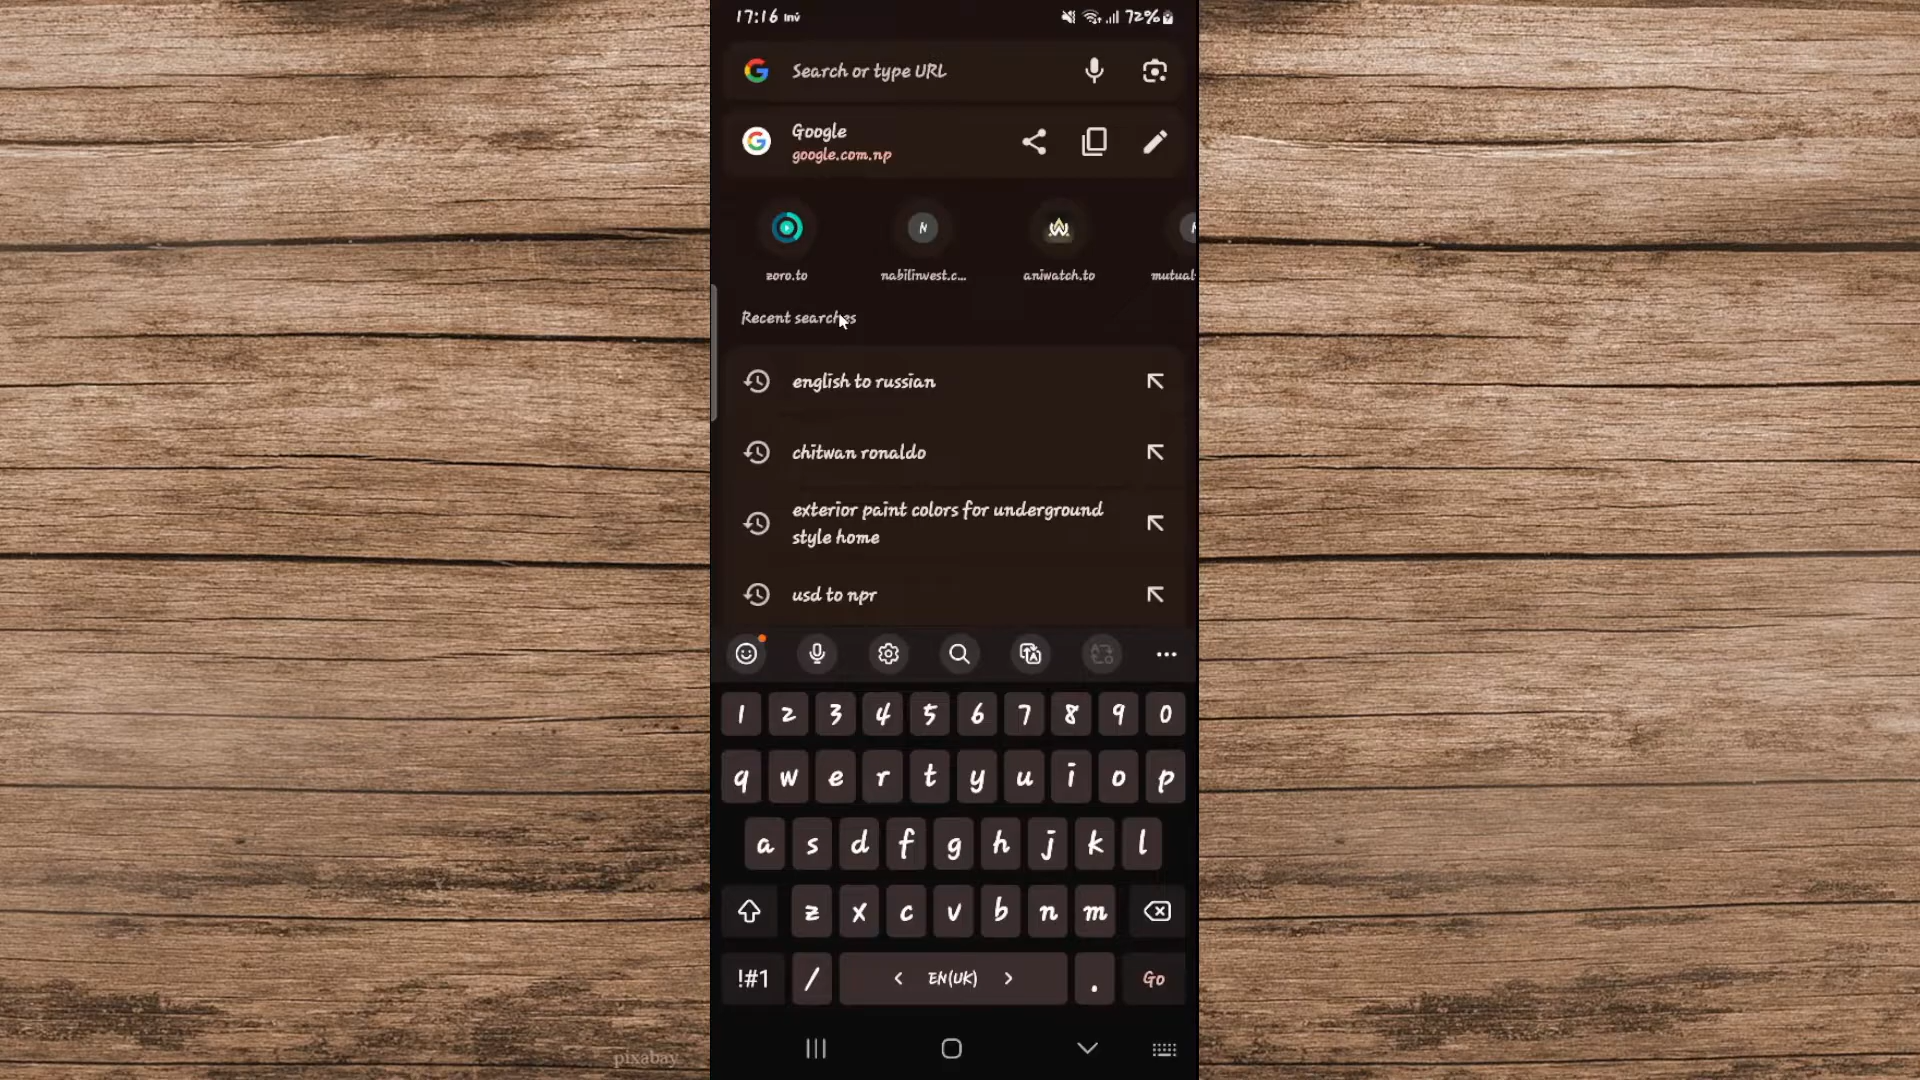 17:16 Inv 72%
Search or type URL
Google
google.com.np
zoro.to nabilinvest.c... aniwatch.to mutual-
Recent searches
english to russian
chitwan ronaldo
exterior paint colors for underground
style home
usd to npr
1 2 3 4 5 6 7 8 9 0
q w e r t y u i o p
a s d f g h j k l
z x c v b n m
!#1 / < EN(UK) > . Go
pixabay